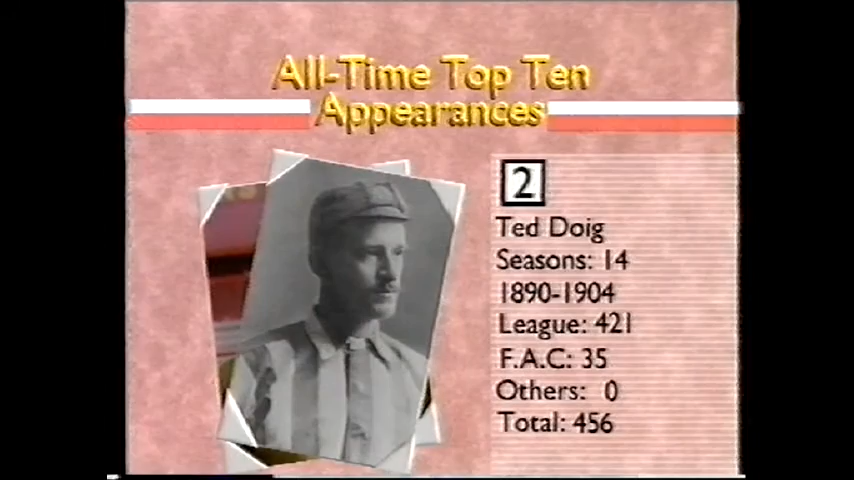 All-Time Top Ten
Appearances
2
Ted Doig
Seasons: 14
1890-1904
League: 421
F.A.C: 35
Others: 0
Total: 456